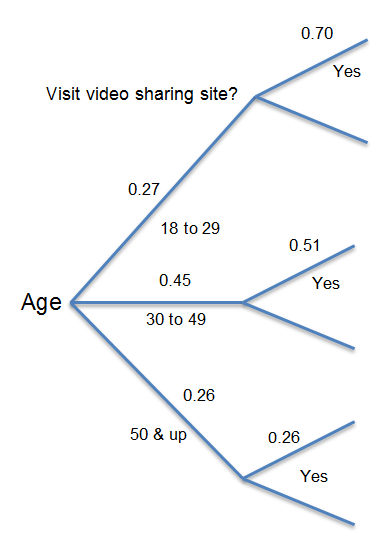 0.70
Yes
Visit video sharing site?
0.27
18 to 29
0.51
0.45
Yes
Age
30 to 49
0.26
50 & up
0.26
Yes